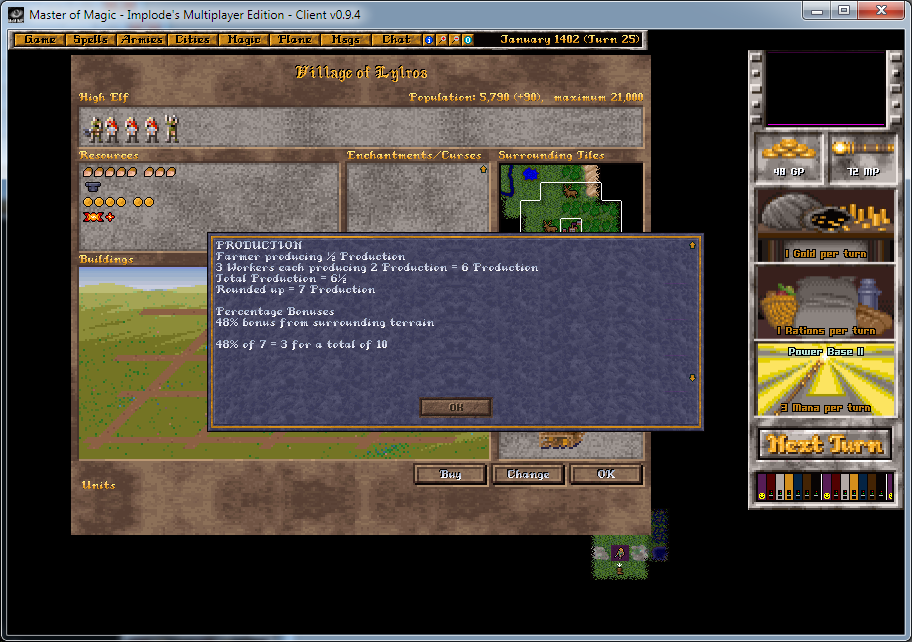 Master of Magic - Implode's Multiplayer Edition - Client v0.9.4
Game Spells Armies Cities Magic Plane Msgs Chat January 1402 (Turn 25)
Village of Lylros
High Elf Population: 5,790 (+90), maximum 21,000
Resources Enchantments/Curses Surrounding Tiles
Buildings
PRODUCTION
Farmer producing ½ Production
3 Workers each producing 2 Production = 6 Production
Total Production = 6½
Rounded up = 7 Production
Percentage Bonuses
48% bonus from surrounding terrain
48% of 7 = 3 for a total of 10
OK
Units
Buy Change OK
48 GP 72 MP
1 Gold per turn
1 Rations per turn
Power Base 11
3 Mana per turn
Next Turn